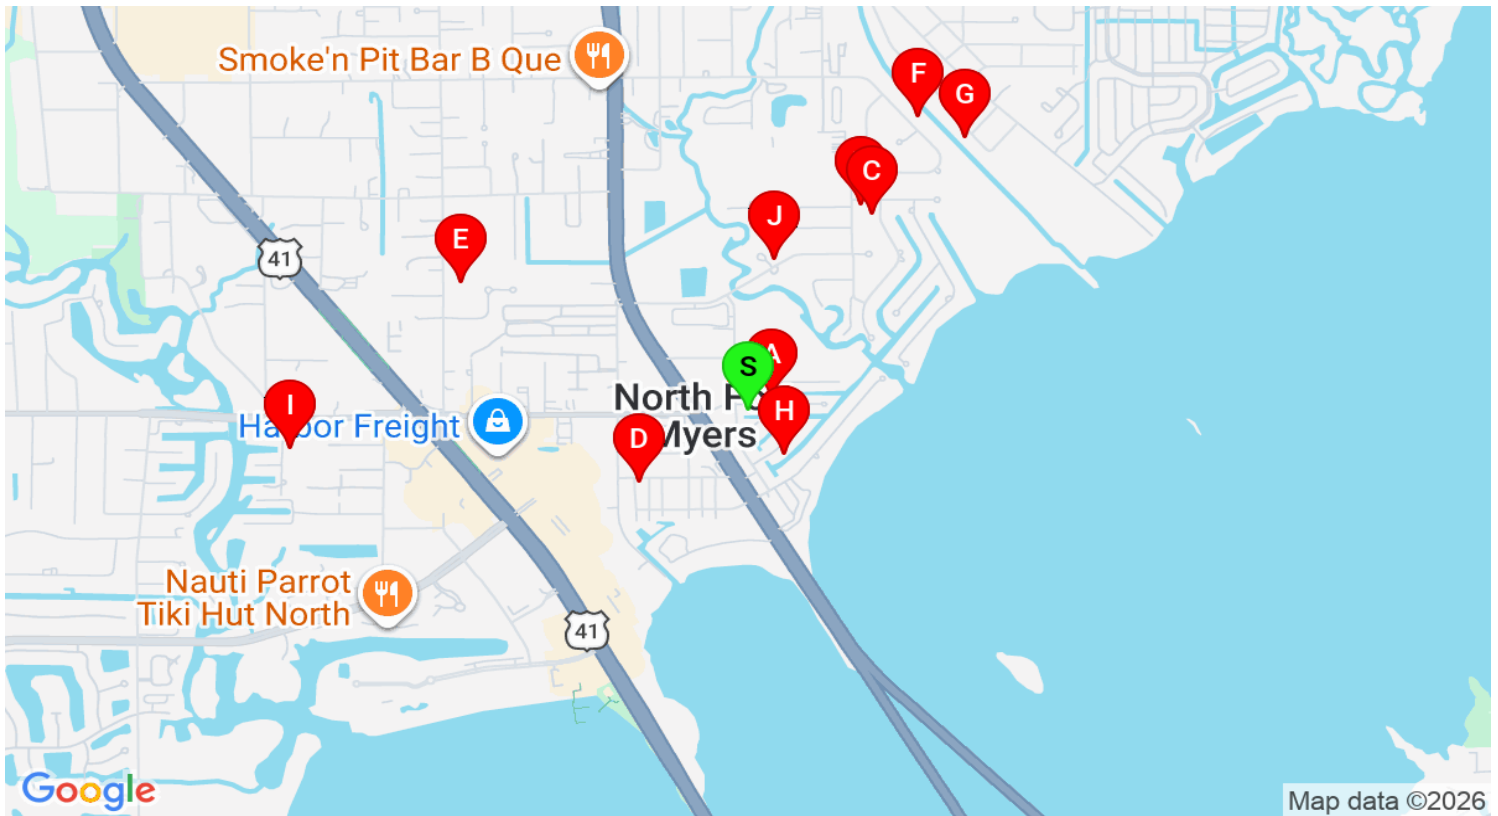 Smoke'n Pit Bar B Que
F
G
C
J
E
41
A
S
North Fo
H
I
Harbor Freight
D
Myers
Nauti Parrot
Tiki Hut North
41
Google
Map data ©2026